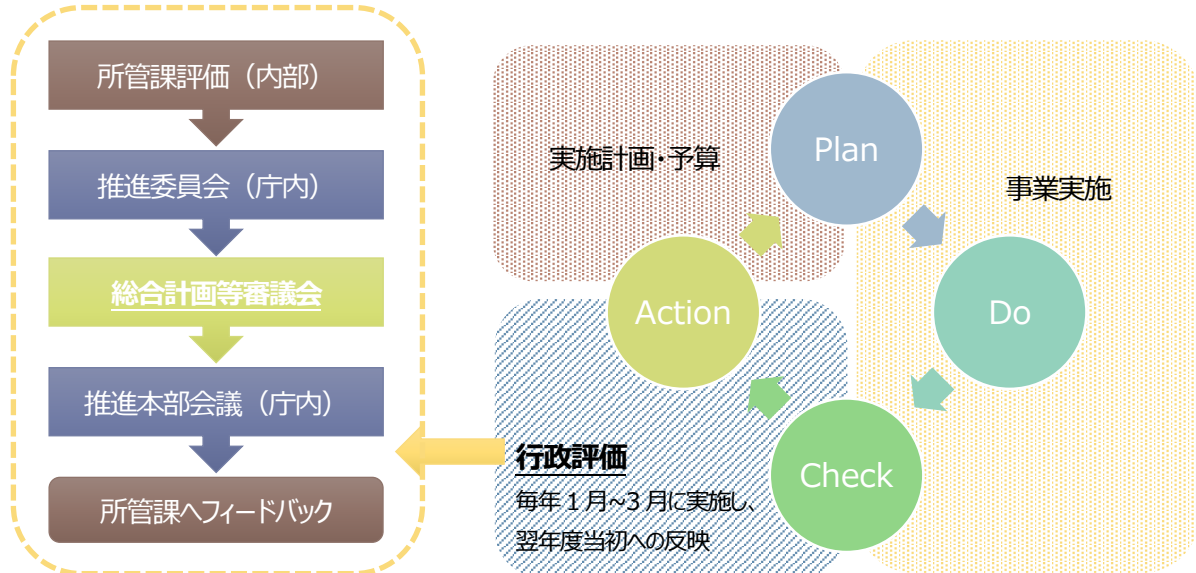 所管課評価（内部）
推進委員会（庁内）
総合計画等審議会
推進本部会議（庁内）
所管課へフィードバック
実施計画・予算
Plan
事業実施
Action
Do
行政評価
毎年1月~3月に実施し、
翌年度当初への反映
Check